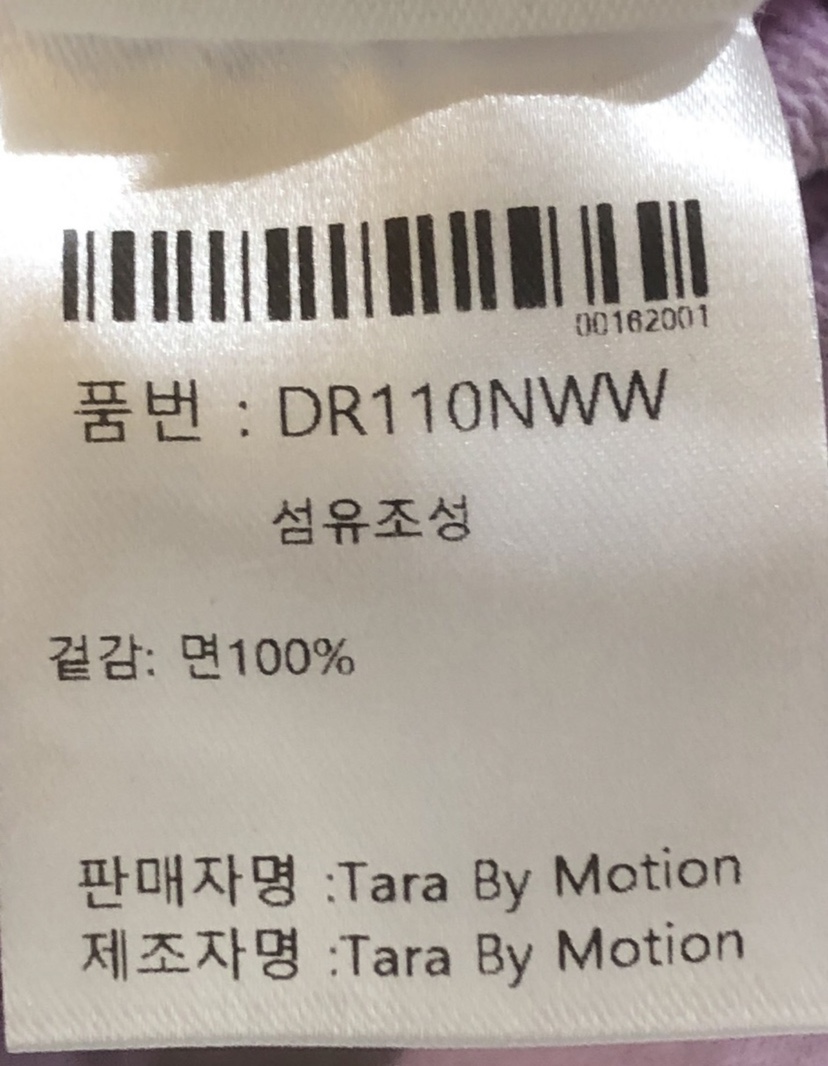 00162001
품번 : DR110NWW
섬유조성
겉감: 면100%
판매자명 :Tara By Motion
제조자명 :Tara By Motion